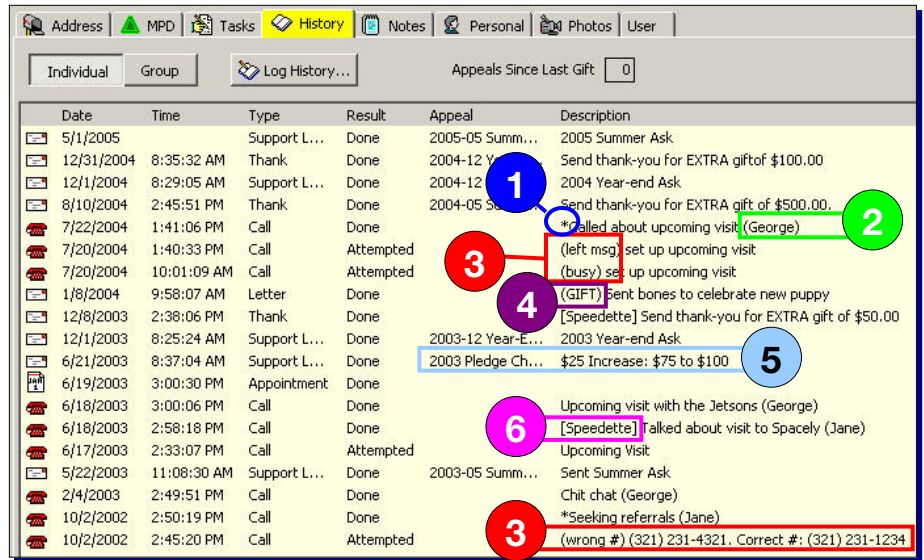 Address MPD Tasks History Notes Personal Photos User
Individual Group Log History... Appeals Since Last Gift 0
Date Time Type Result Appeal Description
5/1/2005 Support L... Done 2005-05 Summ... 2005 Summer Ask
12/31/2004 8:35:32 AM Thank Done 2004-12 Send thank-you for EXTRA giftof $100.00
12/1/2004 8:29:05 AM Support L... Done 2004-12 2004 Year-end Ask
1
8/10/2004 2:45:51 PM Thank Done 2004-05 Send thank-you for EXTRA gift of $500.00.
7/22/2004 1:41:06 PM Call Done *Called about upcoming visit (George) 2
7/20/2004 1:40:33 PM Call Attempted (left msg) set up upcoming visit
3
7/20/2004 10:01:09 AM Call Attempted (busy) set up upcoming visit
1/8/2004 9:58:07 AM Letter Done 4 (GIFT) Sent bones to celebrate new puppy
12/8/2003 2:38:06 PM Thank Done [Speedette] Send thank-you for EXTRA gift of $50.00
12/1/2003 8:25:24 AM Support L... Done 2003-12 Year-E... 2003 Year-end Ask
6/21/2003 8:37:04 AM Support L... Done 2003 Pledge Ch... $25 Increase: $75 to $100 5
JAN 1 6/19/2003 3:00:30 PM Appointment Done
6/18/2003 3:00:06 PM Call Done Upcoming visit with the Jetsons (George)
6/18/2003 2:58:18 PM Call Done 6 [Speedette] Talked about visit to Spacely (Jane)
6/17/2003 2:33:07 PM Call Attempted Upcoming Visit
5/22/2003 11:08:30 AM Support L... Done 2003-05 Summ... Sent Summer Ask
2/4/2003 2:49:51 PM Call Done Chit chat (George)
10/2/2002 2:50:19 PM Call Done *Seeking referrals (Jane)
10/2/2002 2:45:20 PM Call Attempted 3 (wrong #) (321) 231-4321. Correct #: (321) 231-1234